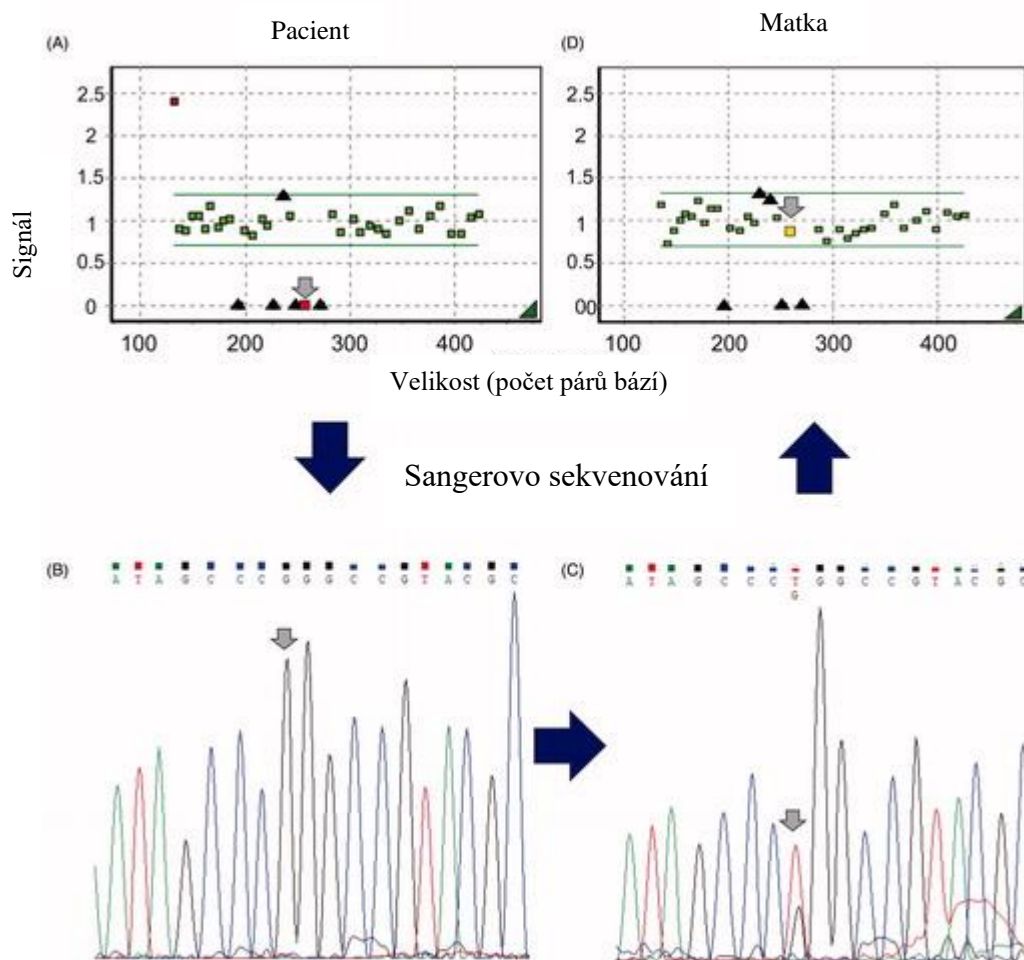 Pacient
Matka
(A)
(D)
Signál
2.5
2
1.5
1
0.5
0
100
200
300
400
2.5
2
1.5
1
0.5
00
100
200
300
400
Velikost (počet párů bází)
Sangerovo sekvenování
(B)
A T A G C C C G G G C C G T A C G C
(C)
A T A G C C C T G G C C G T A C G C
G